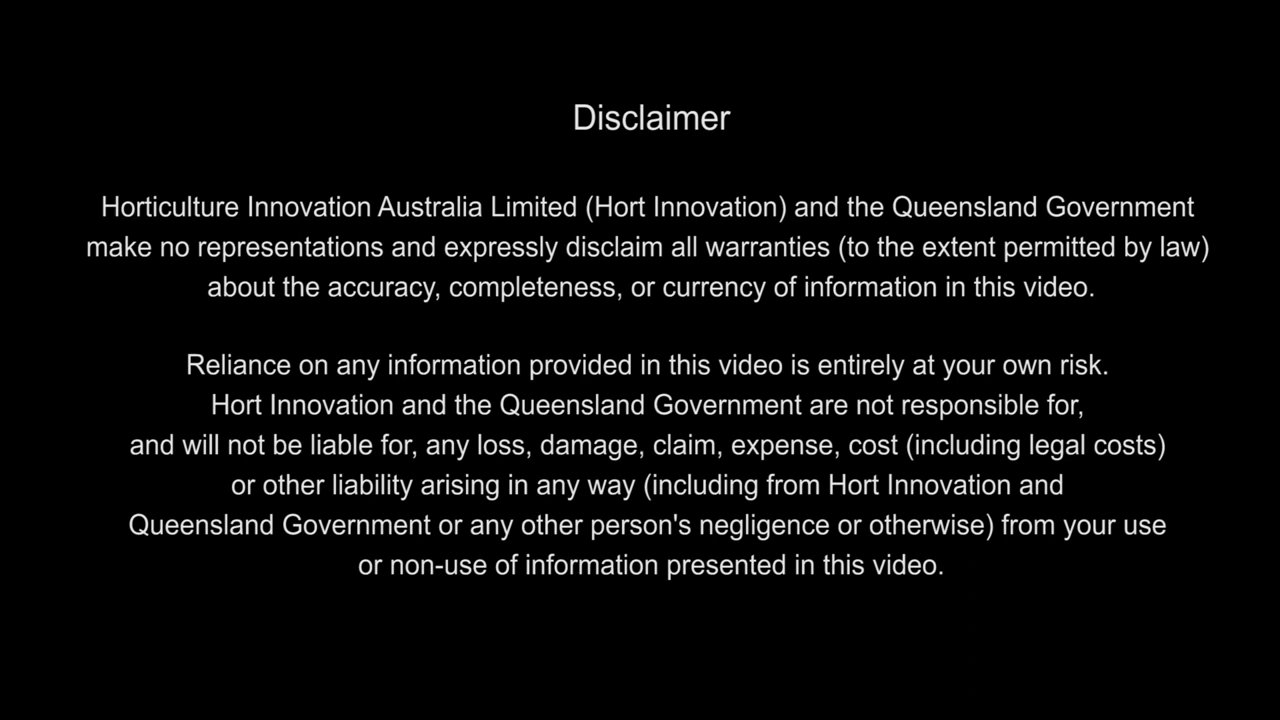 Disclaimer
Horticulture Innovation Australia Limited (Hort Innovation) and the Queensland Government
make no representations and expressly disclaim all warranties (to the extent permitted by law)
about the accuracy, completeness, or currency of information in this video.
Reliance on any information provided in this video is entirely at your own risk.
Hort Innovation and the Queensland Government are not responsible for,
and will not be liable for, any loss, damage, claim, expense, cost (including legal costs)
or other liability arising in any way (including from Hort Innovation and
Queensland Government or any other person's negligence or otherwise) from your use
or non-use of information presented in this video.